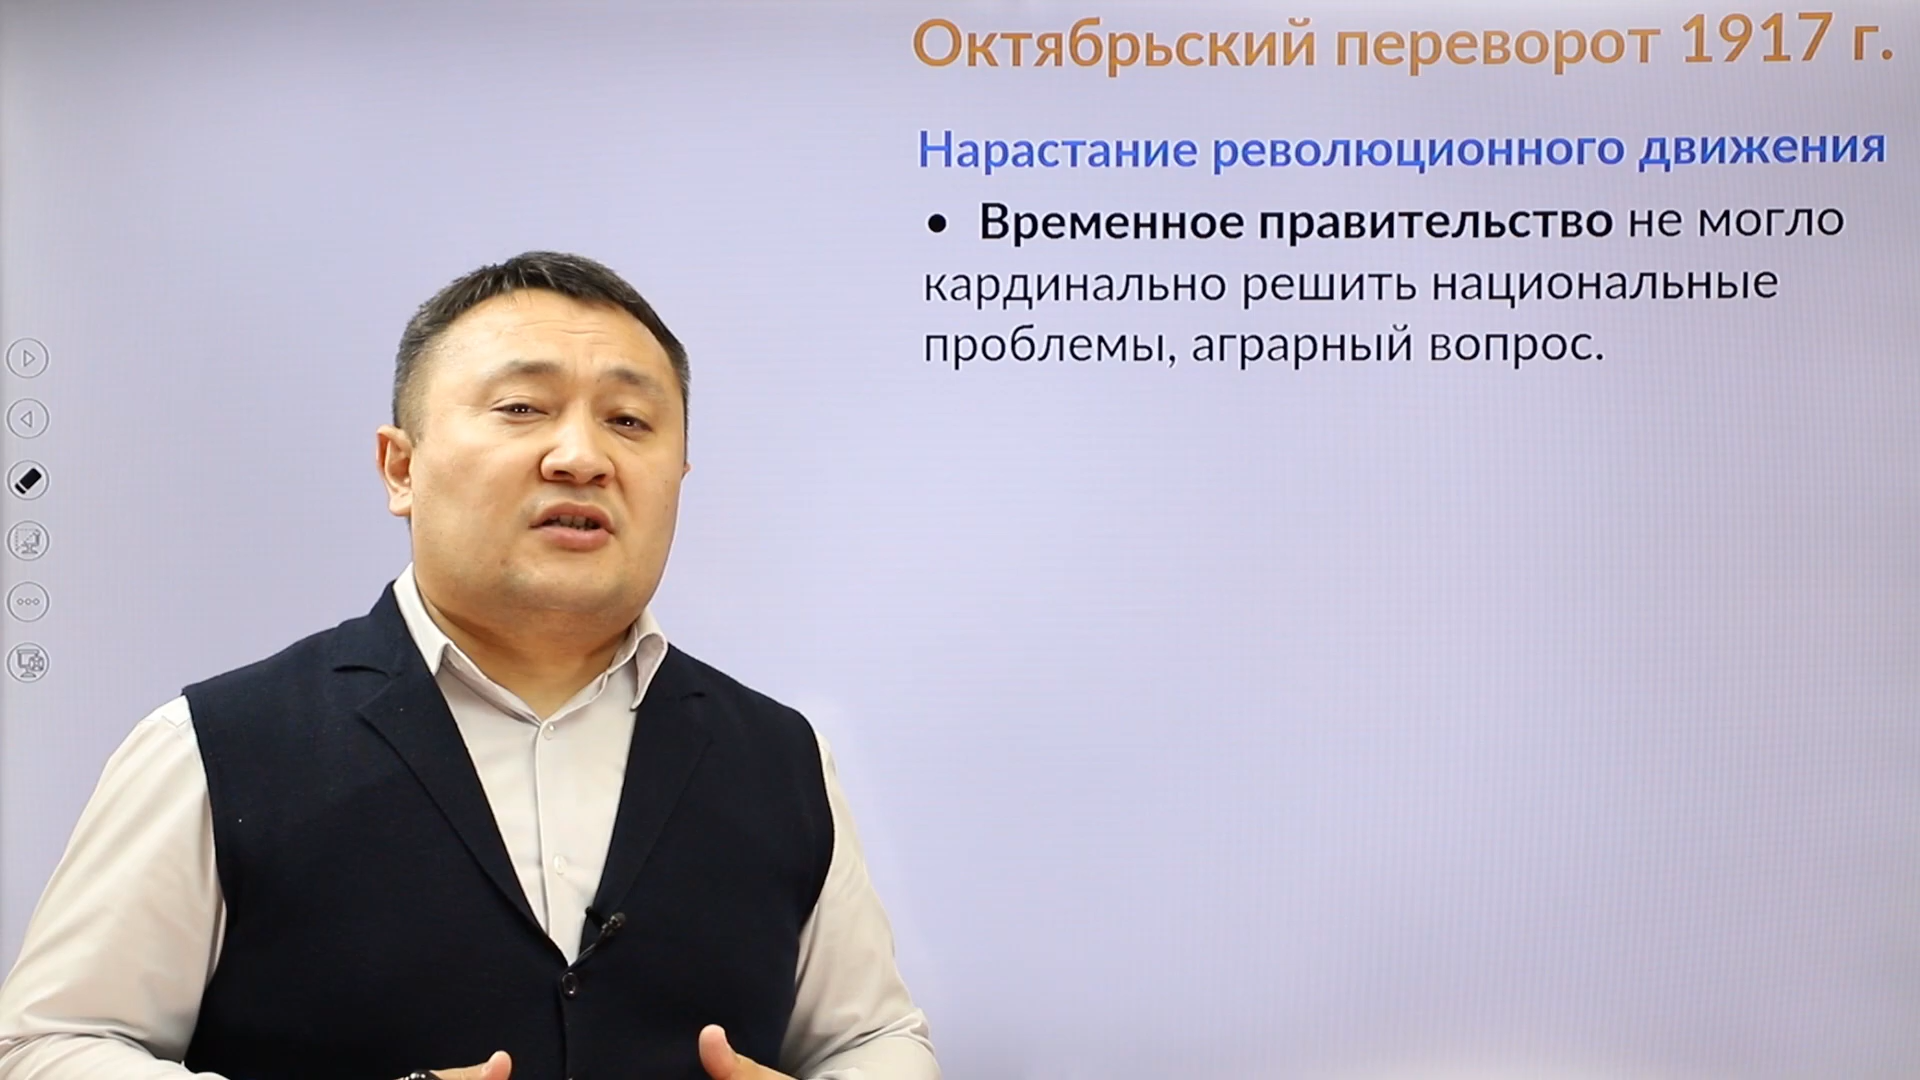 Октябрьский переворот 1917 г.
Нарастание революционного движения
• Временное правительство не могло
кардинально решить национальные
проблемы, аграрный вопрос.